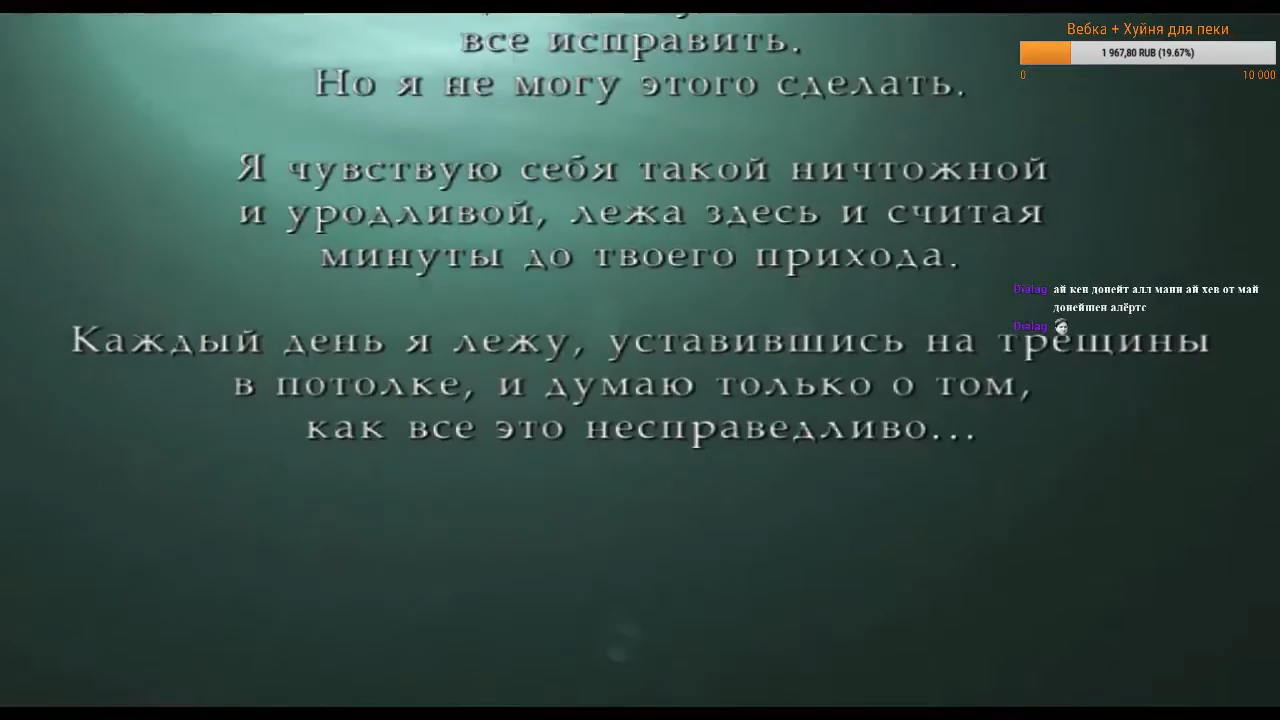 все исправить.
Но я не могу этого сделать.
Я чувствую себя такой ничтожной
и уродливой, лежа здесь и считая
минуты до твоего прихода.
Каждый день я лежу, уставившись на трещины
в потолке, и думаю только о том,
как все это несправедливо...
Вебка + Хуйня для пеки
1 967,80 RUB (19.67%)
0
10 000
Dialag ай кен донейт алл мани ай хев от май
донейшен алёртс
Dialag